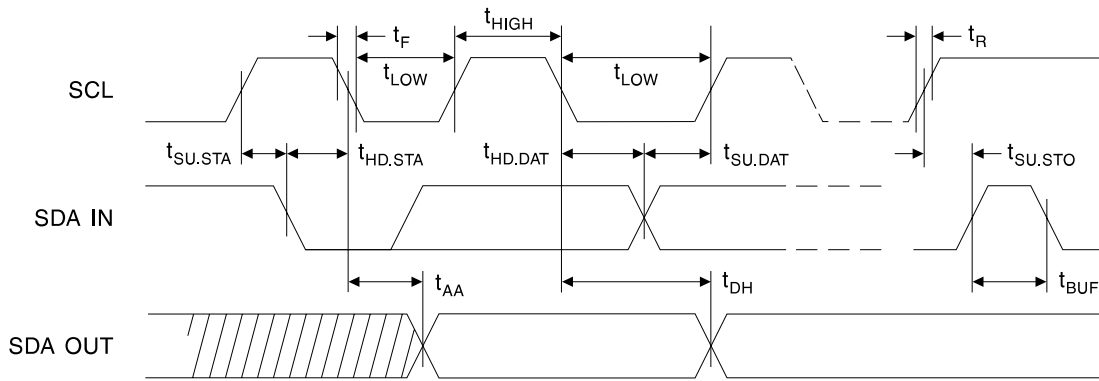 tHIGH
tF
tR
SCL
tLOW
tLOW
tSU.STA
tHD.STA
tHD.DAT
tSU.DAT
tSU.STO
SDA IN
tAA
tDH
tBUF
SDA OUT